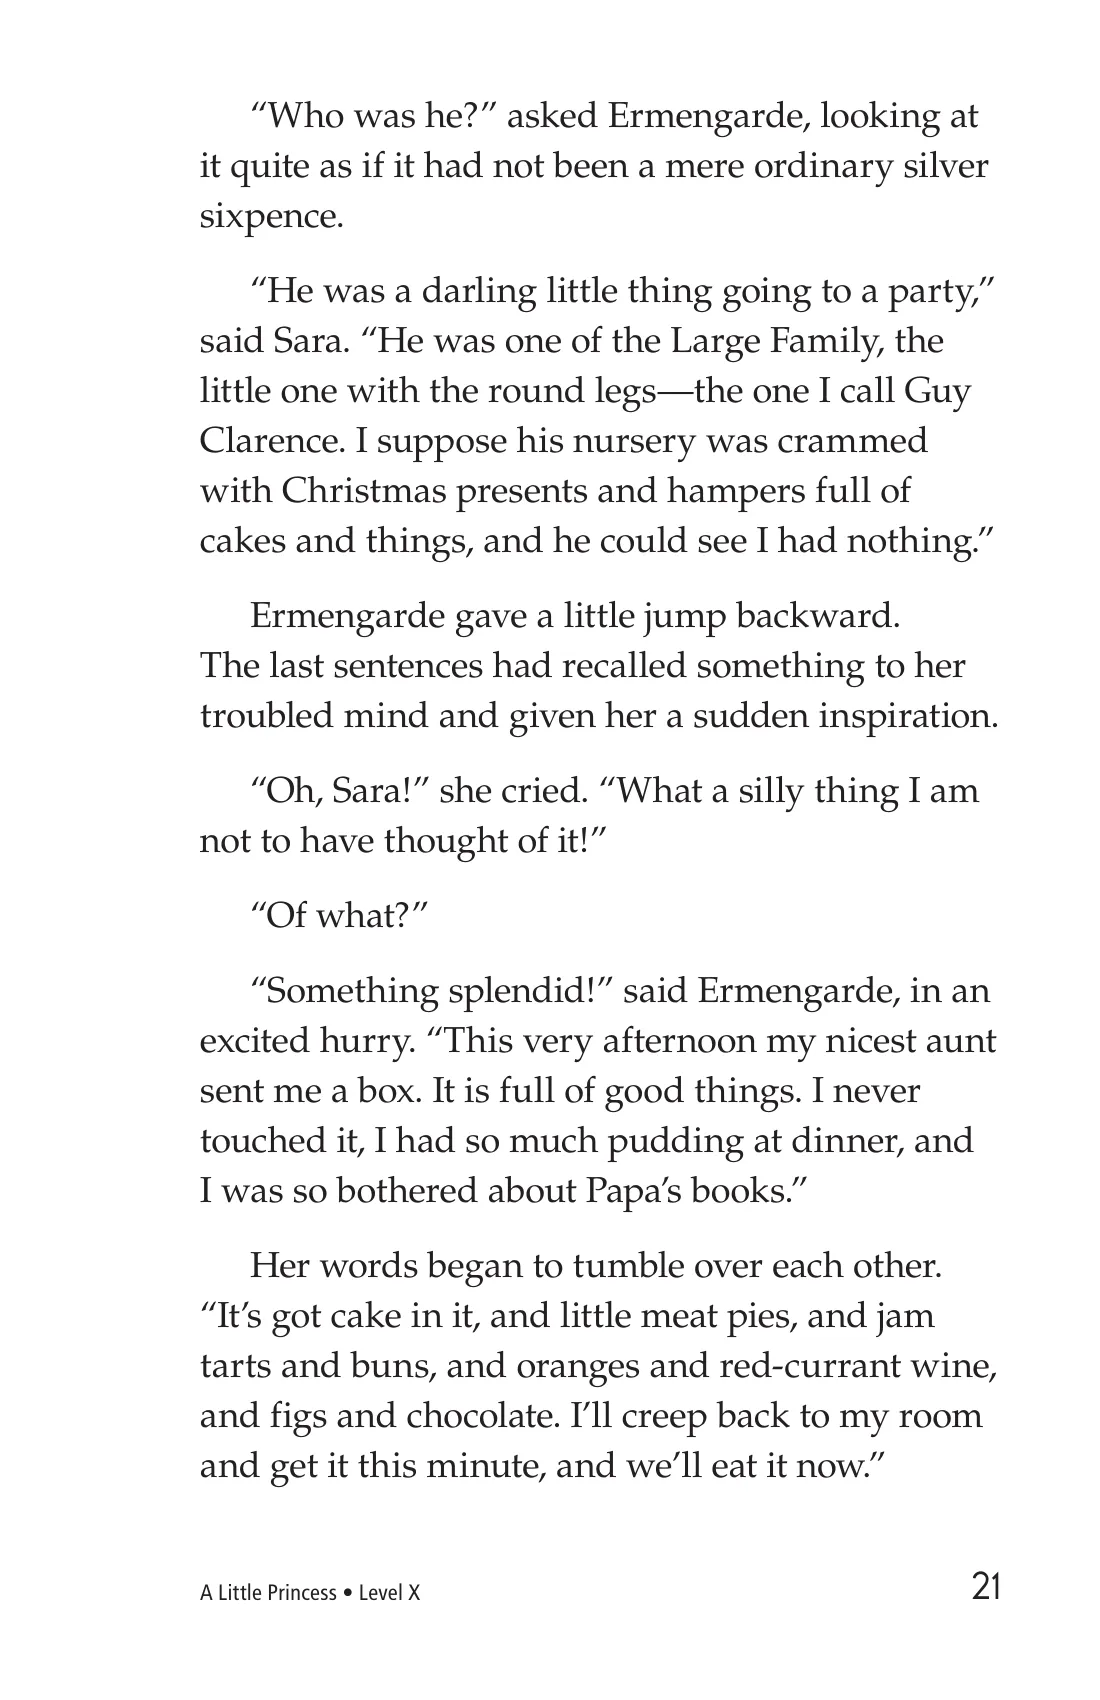 “Who was he?” asked Ermengarde, looking at
it quite as if it had not been a mere ordinary silver
sixpence.
“He was a darling little thing going to a party,”
said Sara. “He was one of the Large Family, the
little one with the round legs—the one I call Guy
Clarence. I suppose his nursery was crammed
with Christmas presents and hampers full of
cakes and things, and he could see I had nothing.”
Ermengarde gave a little jump backward.
The last sentences had recalled something to her
troubled mind and given her a sudden inspiration.
“Oh, Sara!” she cried. “What a silly thing I am
not to have thought of it!”
“Of what?”
“Something splendid!” said Ermengarde, in an
excited hurry. “This very afternoon my nicest aunt
sent me a box. It is full of good things. I never
touched it, I had so much pudding at dinner, and
I was so bothered about Papa’s books.”
Her words began to tumble over each other.
“It’s got cake in it, and little meat pies, and jam
tarts and buns, and oranges and red-currant wine,
and figs and chocolate. I’ll creep back to my room
and get it this minute, and we’ll eat it now.”
A Little Princess • Level X
21